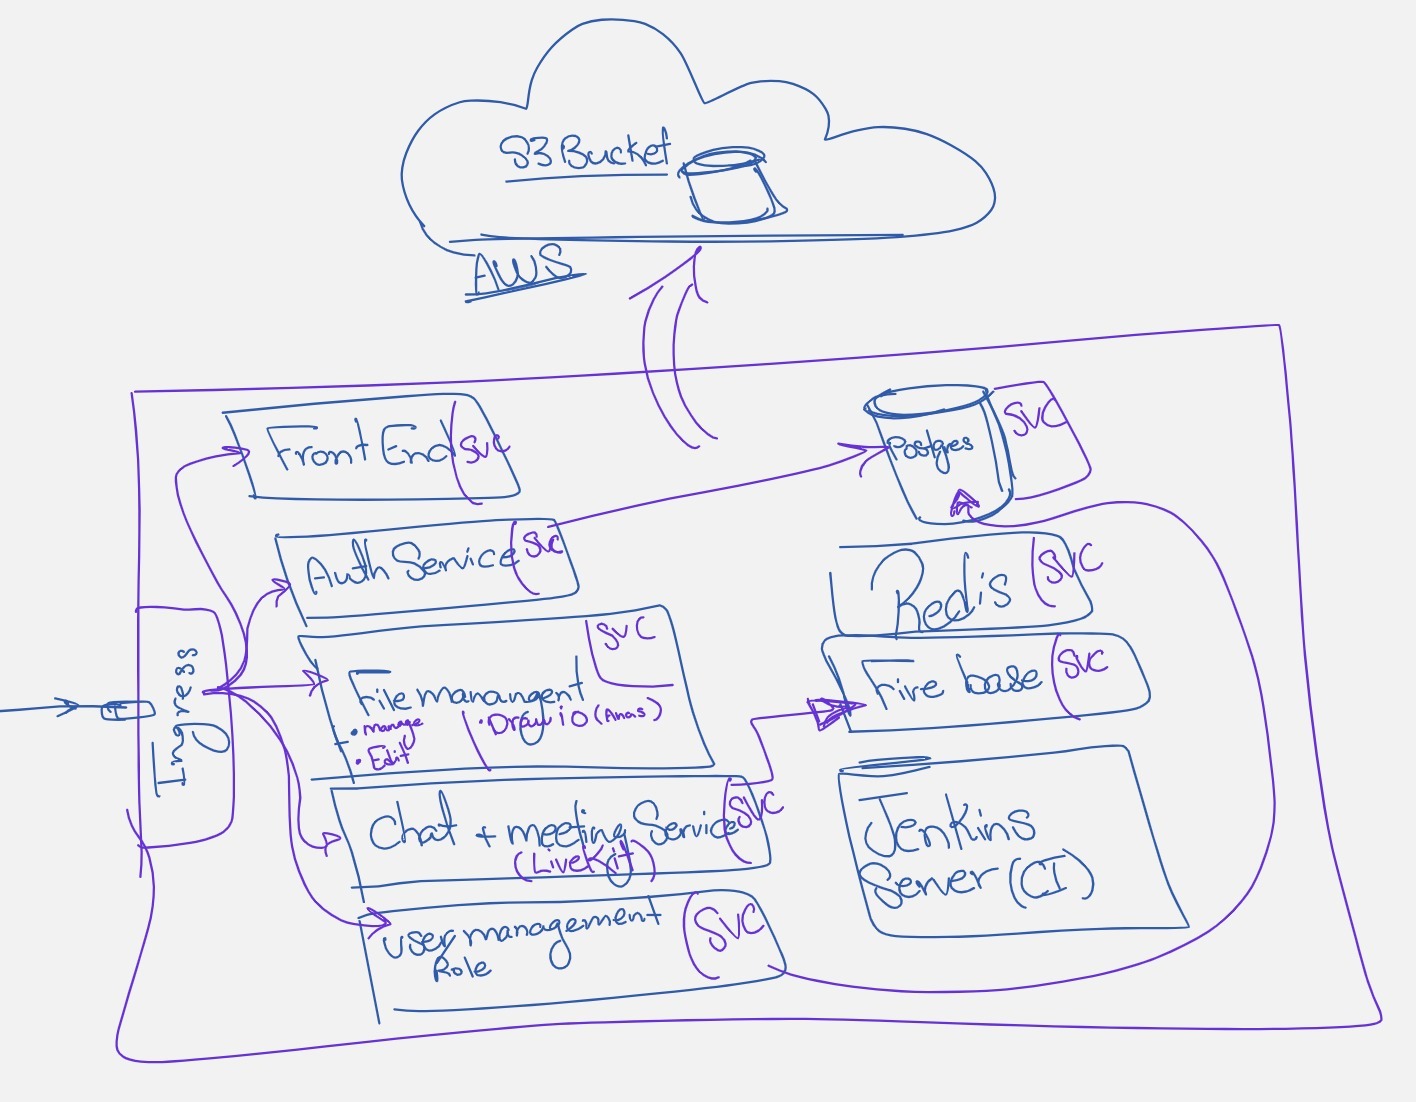 S3 Bucket
AWS
Front End
SVC
Auth Service
SVC
SVC
File manangent
• manage
• Edit
• Draw io (Anas)
Chat + meeting Service
SVC
(LiveKit)
user management
Role
SVC
Ingress
Postgres
SVC
Redis
SVC
Fire base
SVC
Jenkins
Server (CI)